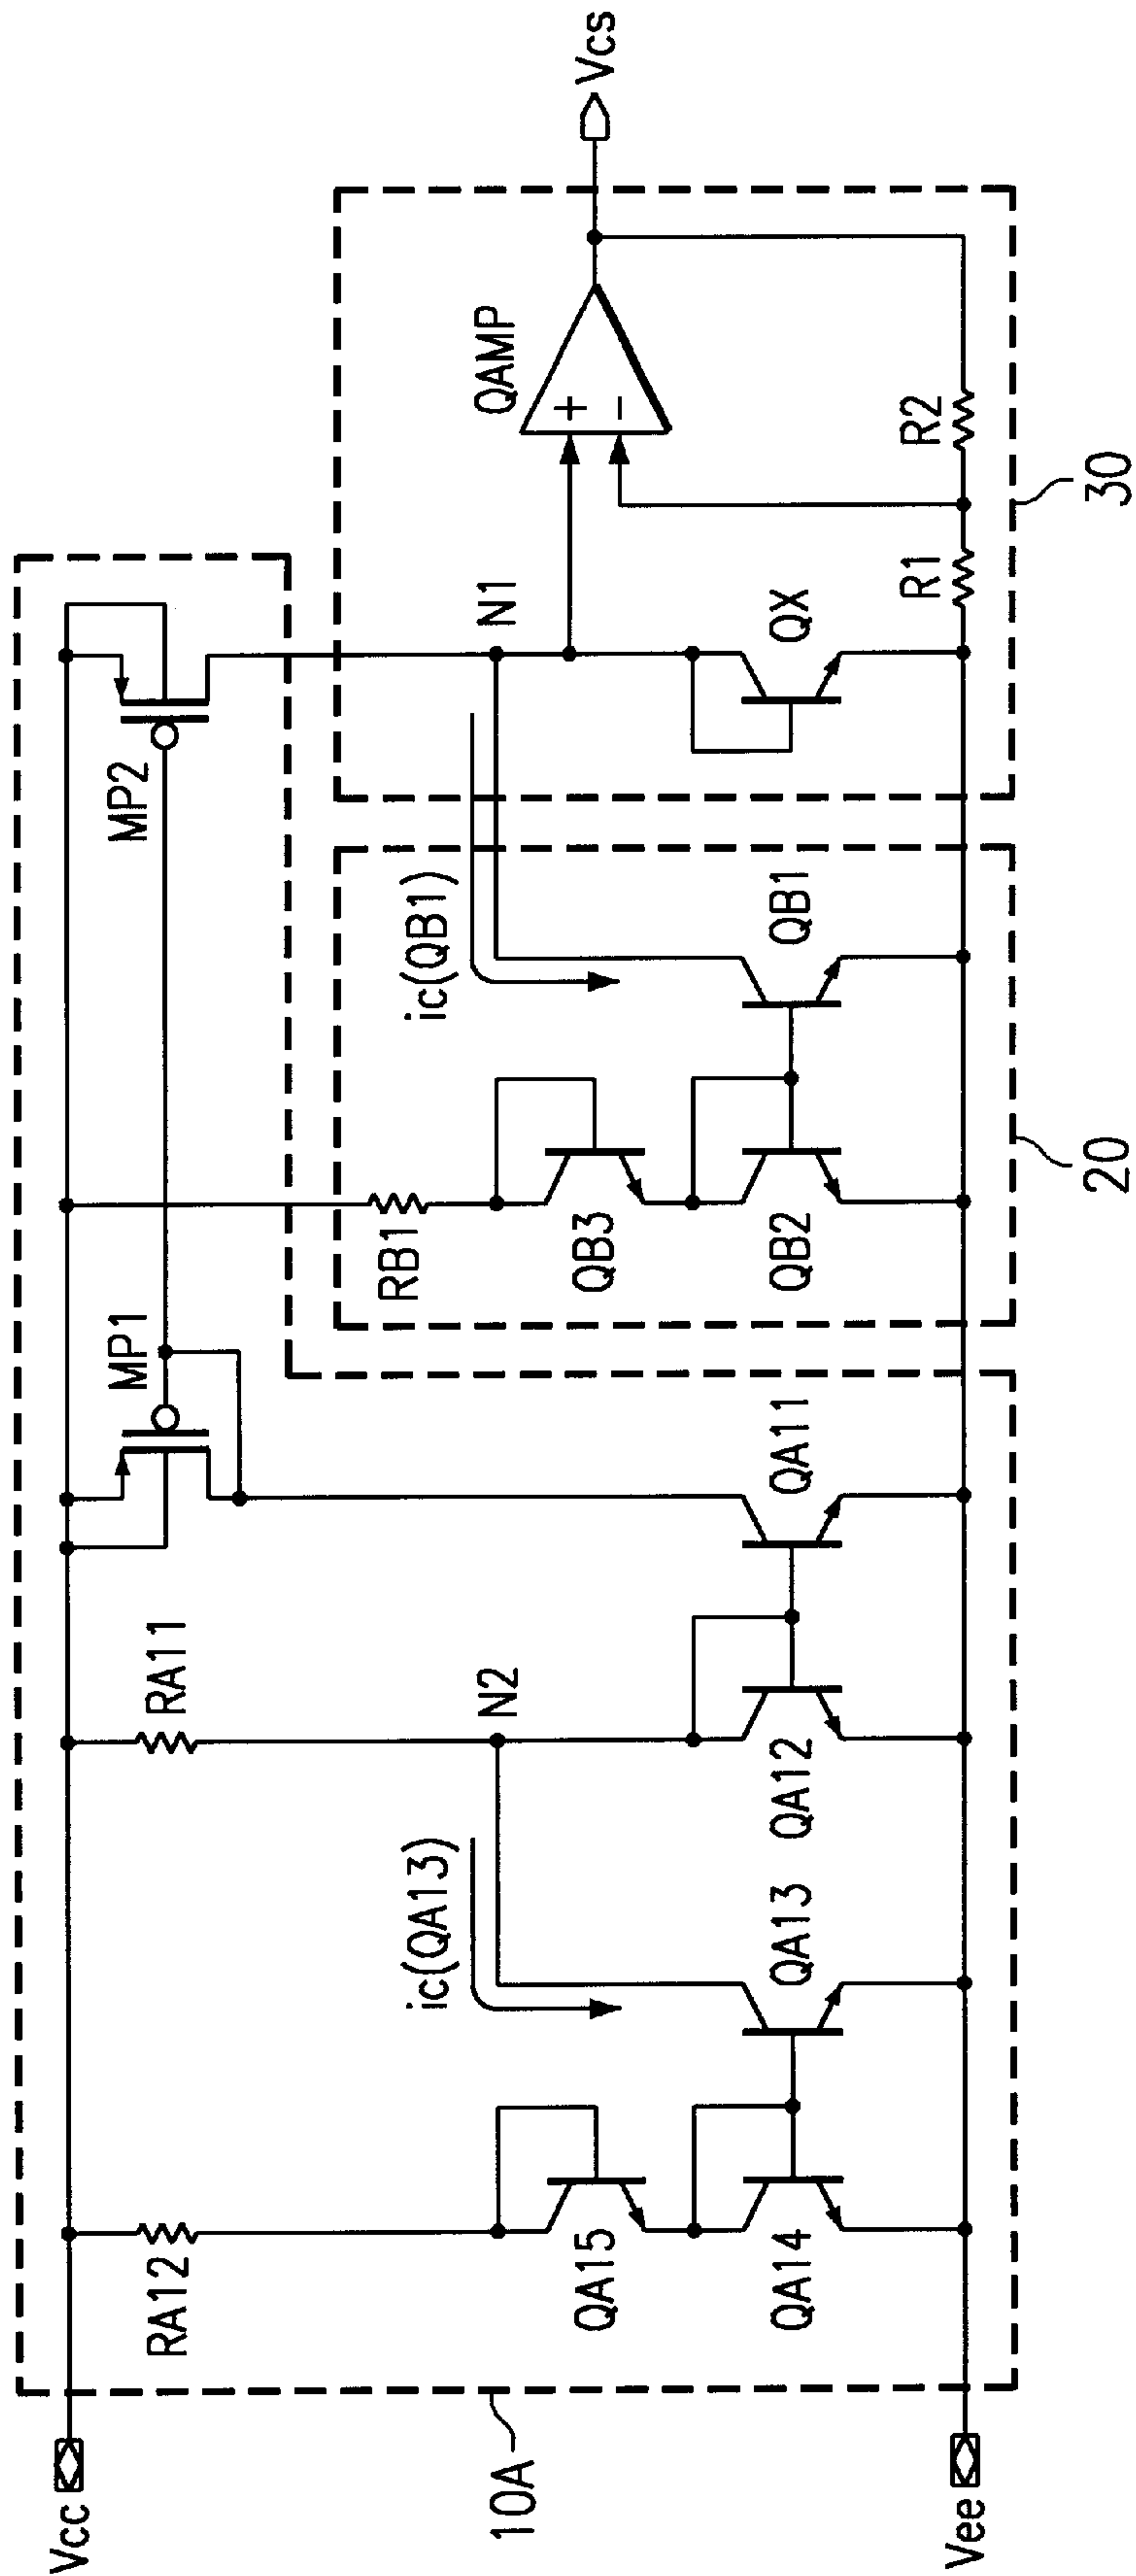 Vcc
RA12
RA11
MP1
MP2
N2
N1
ic(QA13)
ic(QB1)
RB1
QA15
QB3
QAMP
+
−
Vcs
QA14
QA13
QA12
QA11
QB2
QB1
QX
R1
R2
Vee
10A
20
30